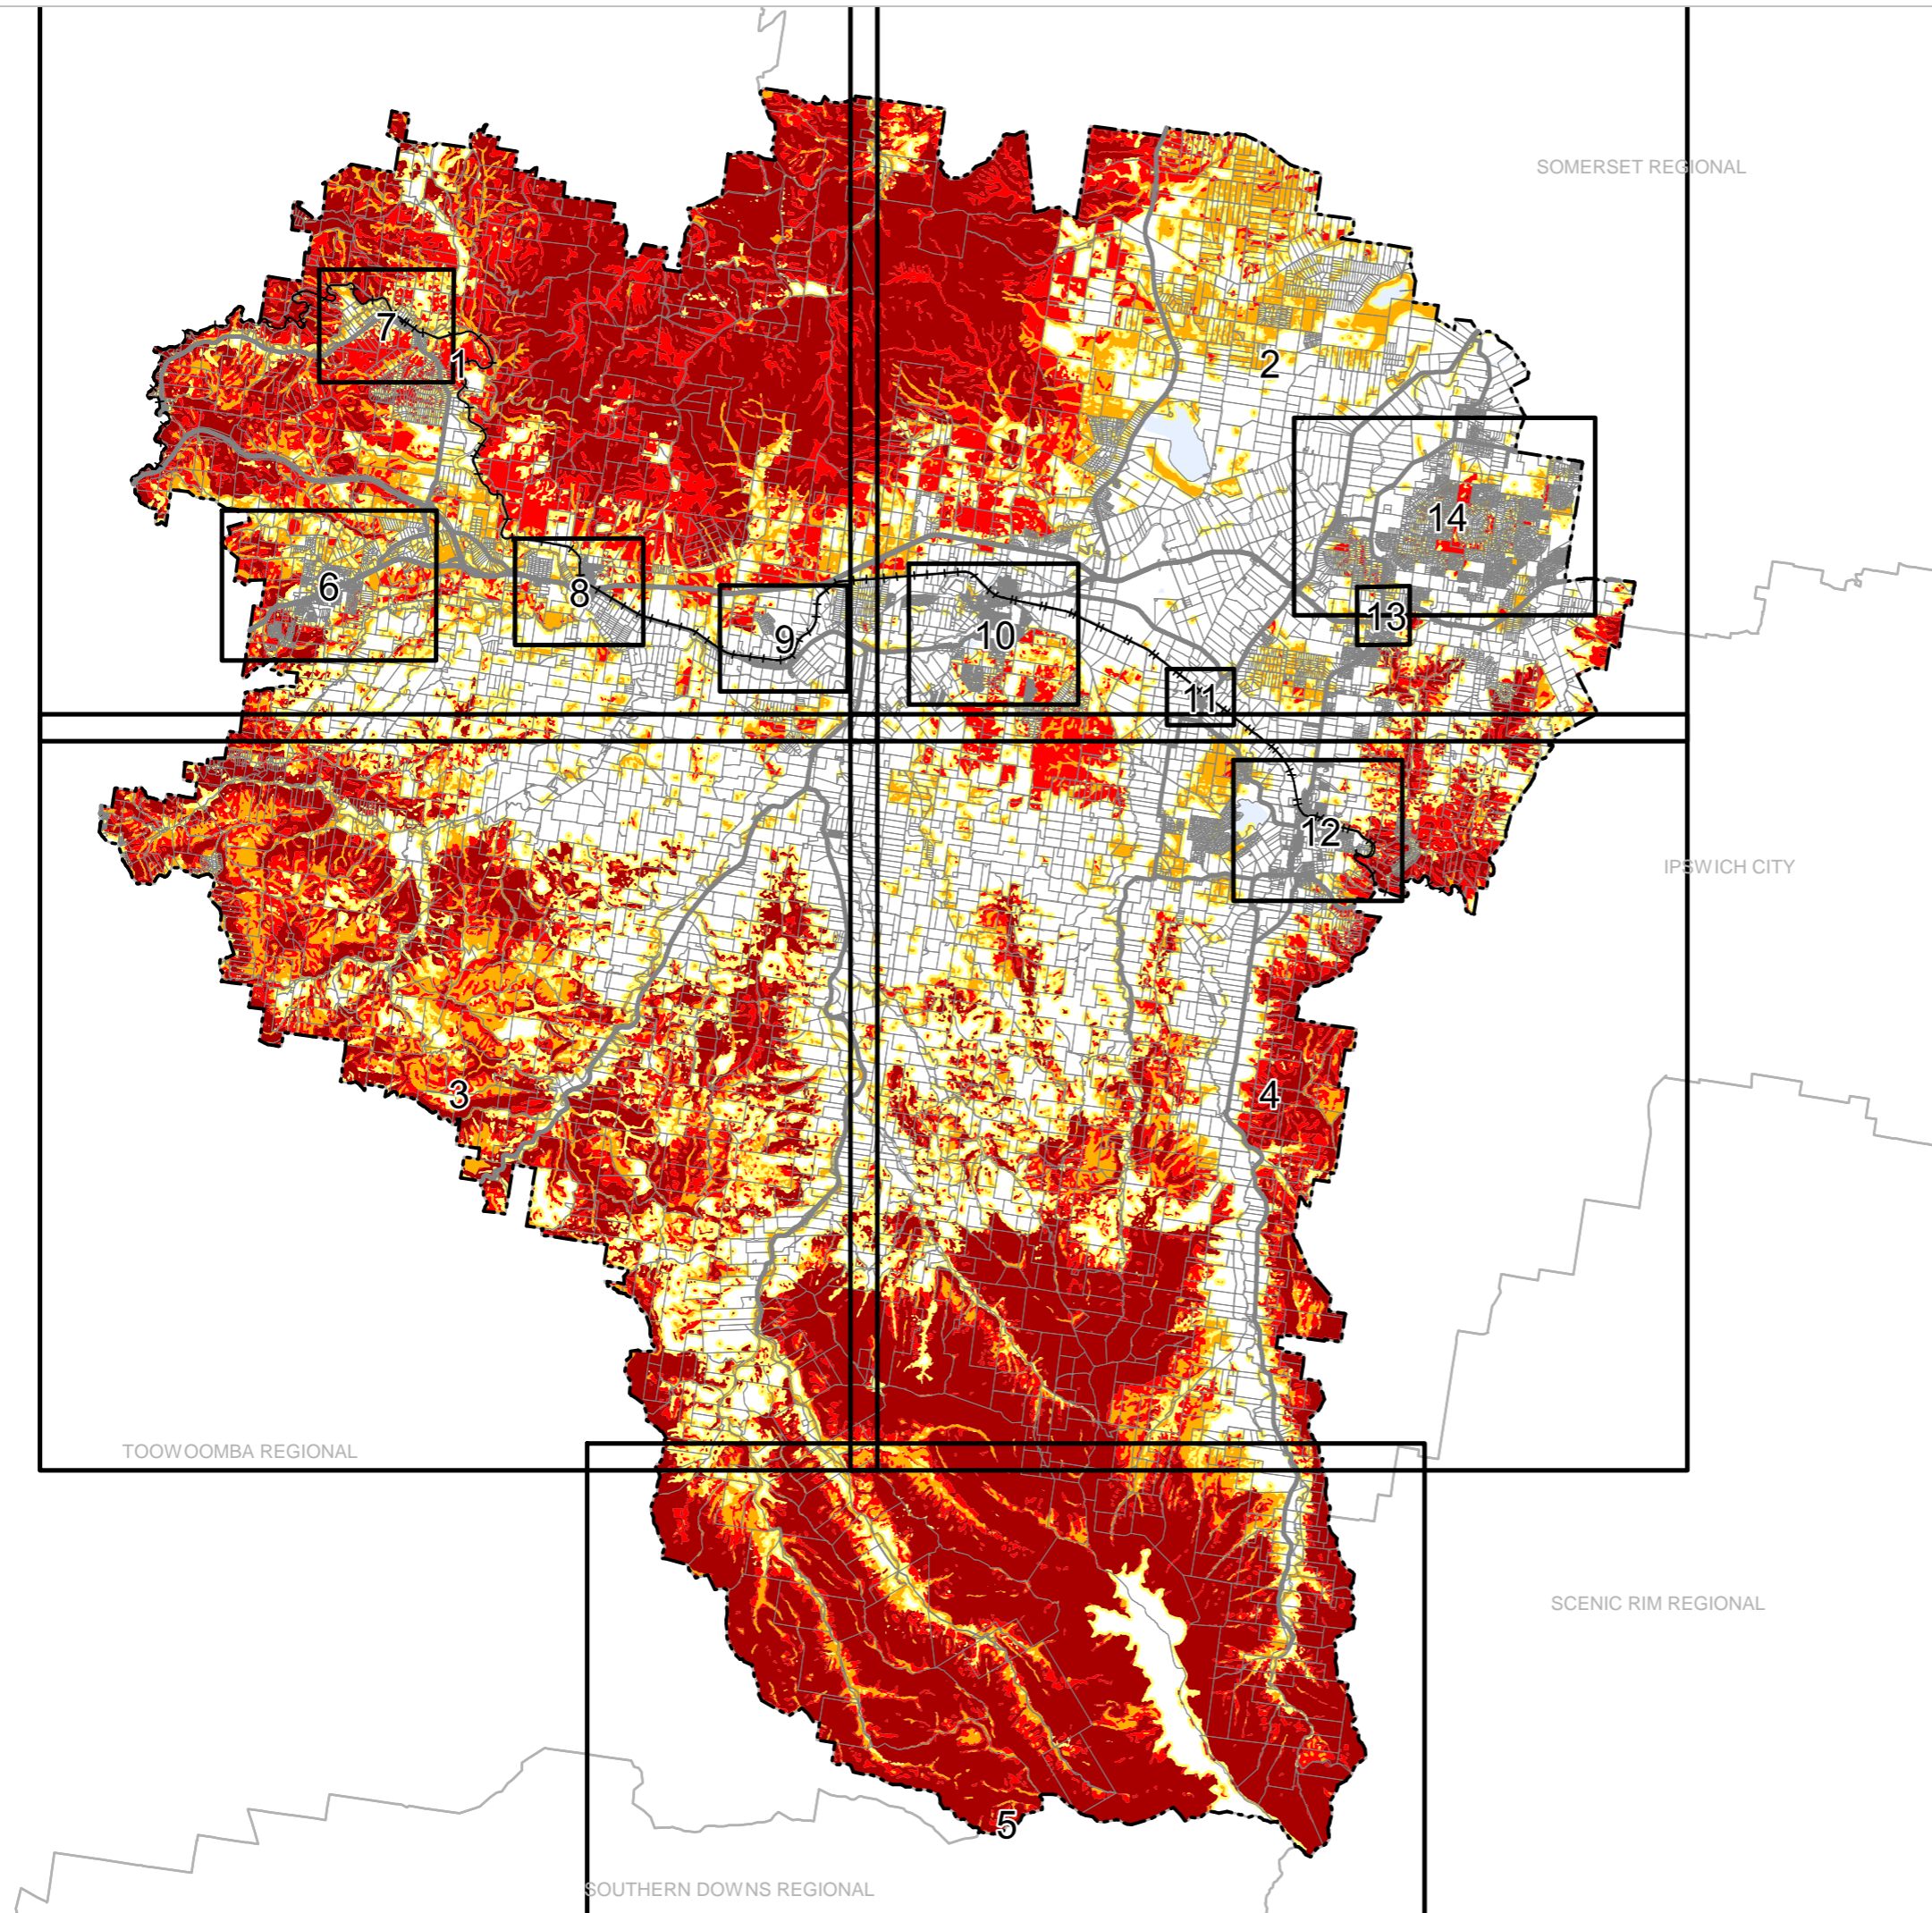 SOMERSET REGIONAL
7
1
2
14
6
8
13
9
10
11
12
IPSWICH CITY
3
4
TOOWOOMBA REGIONAL
SCENIC RIM REGIONAL
5
SOUTHERN DOWNS REGIONAL